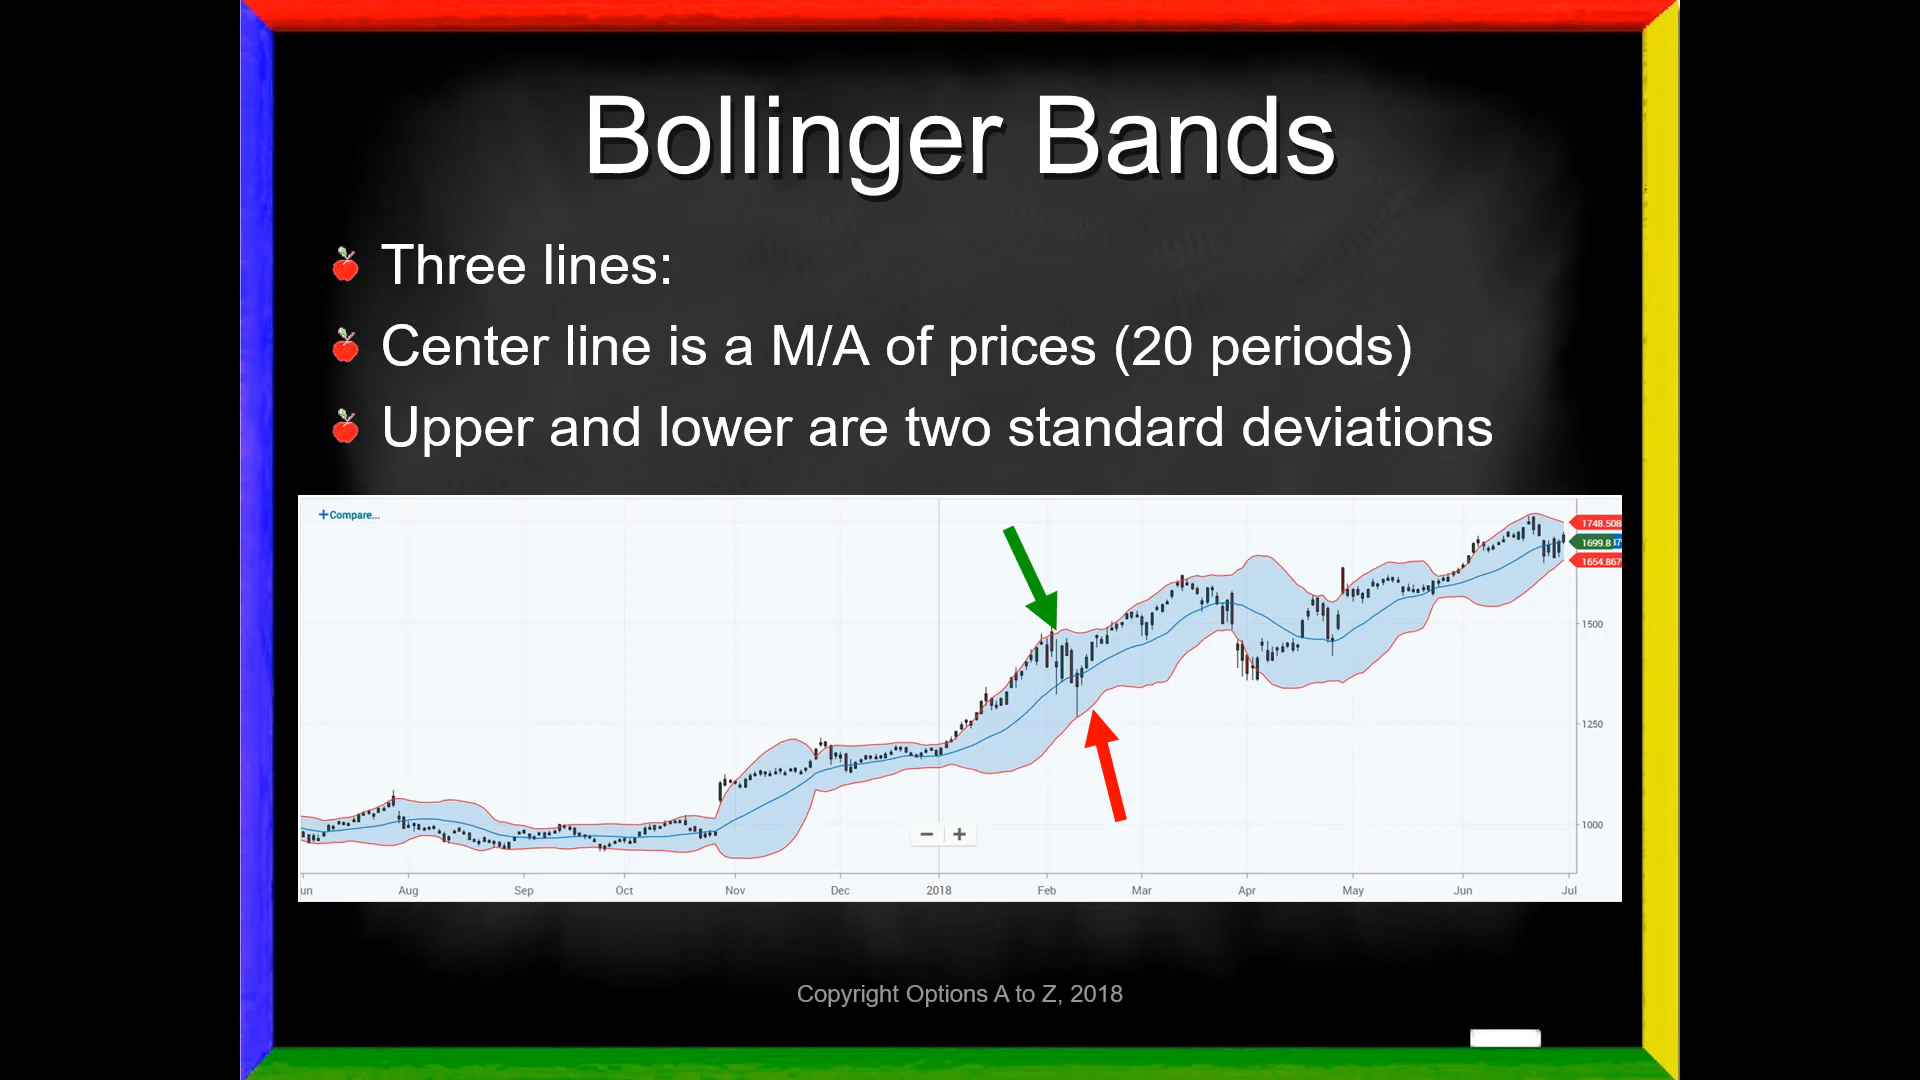 Bollinger Bands
Three lines:
Center line is a M/A of prices (20 periods)
Upper and lower are two standard deviations
+Compare...
1748.508
1699.8
1654.867
1500
1250
1000
− +
un Aug Sep Oct Nov Dec 2018 Feb Mar Apr May Jun Jul
Copyright Options A to Z, 2018